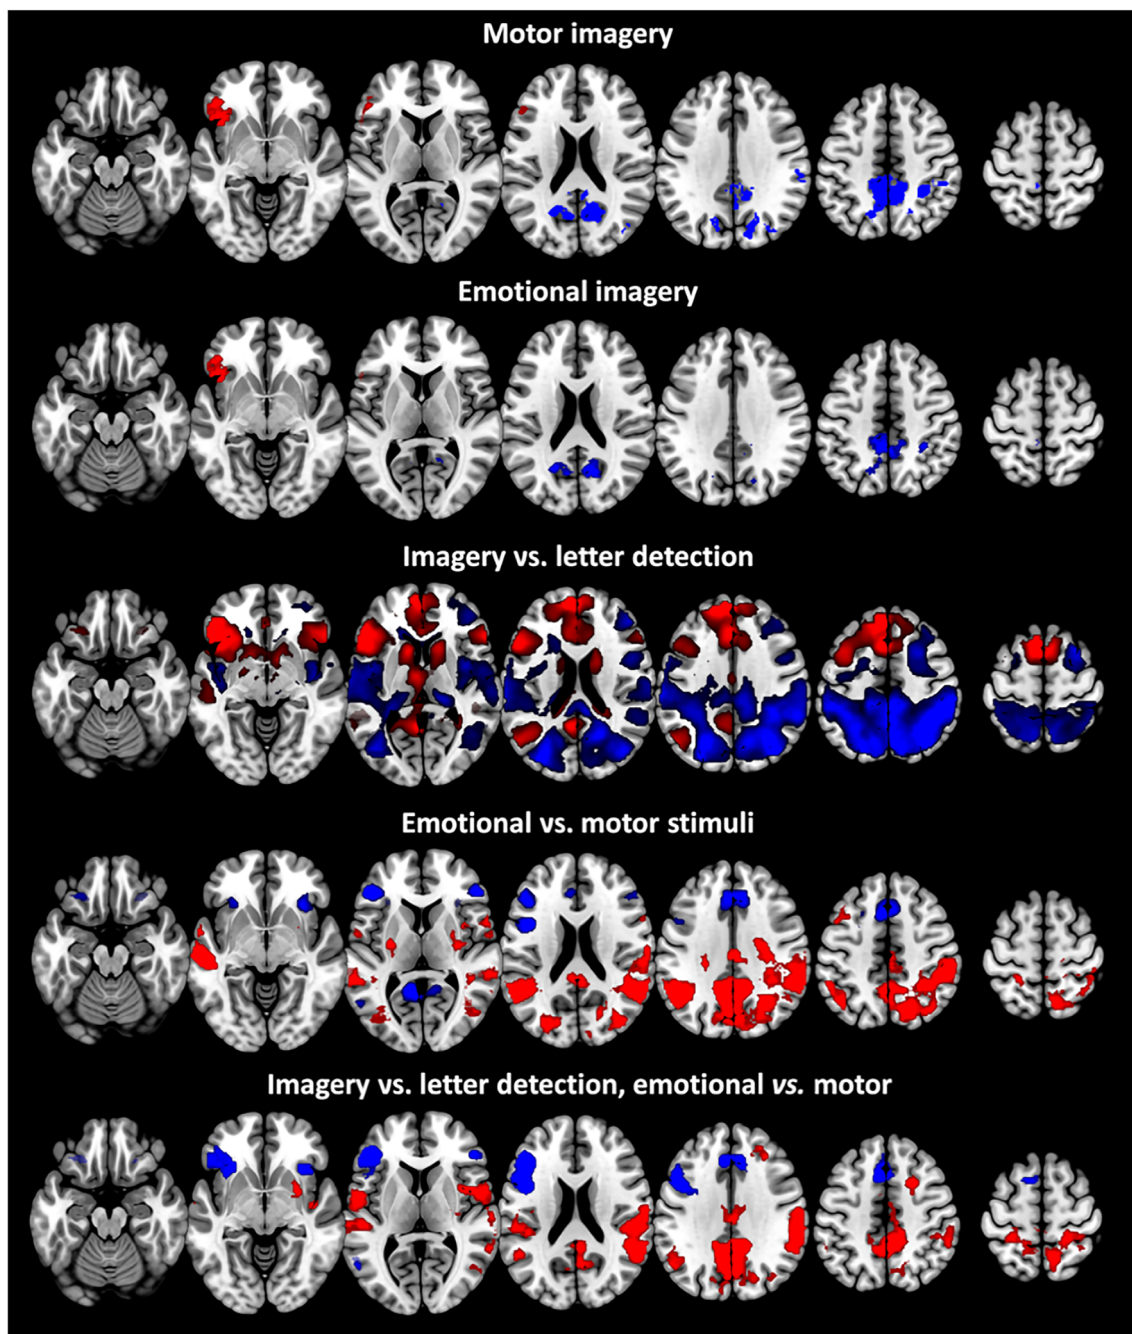 Motor imagery
Emotional imagery
Imagery vs. letter detection
Emotional vs. motor stimuli
Imagery vs. letter detection, emotional vs. motor